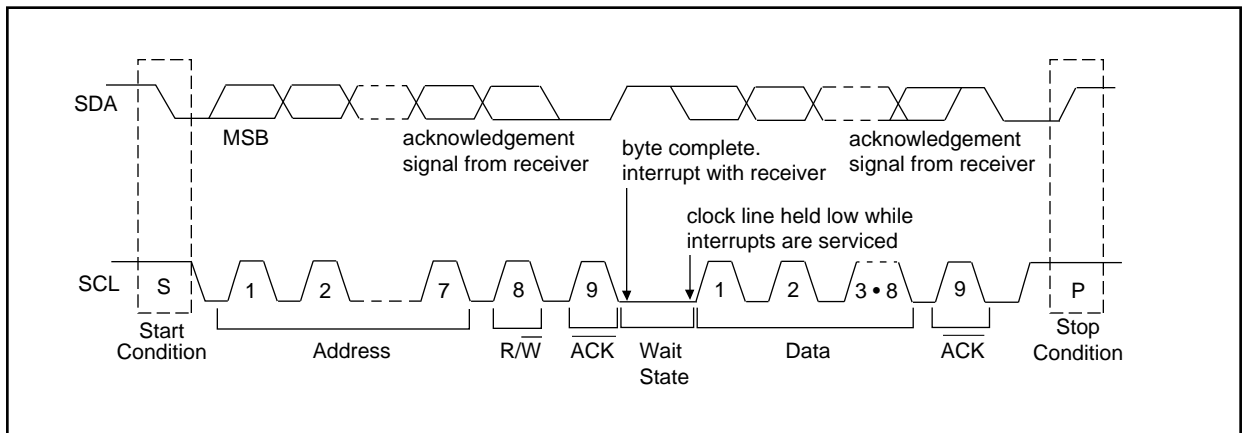 SDA
MSB
acknowledgement
signal from receiver
byte complete.
interrupt with receiver
acknowledgement
signal from receiver
clock line held low while
interrupts are serviced
SCL
S
1
2
7
8
9
1
2
3 • 8
9
P
Start
Condition
Address
R/W̅
A̅C̅K̅
Wait
State
Data
A̅C̅K̅
Stop
Condition